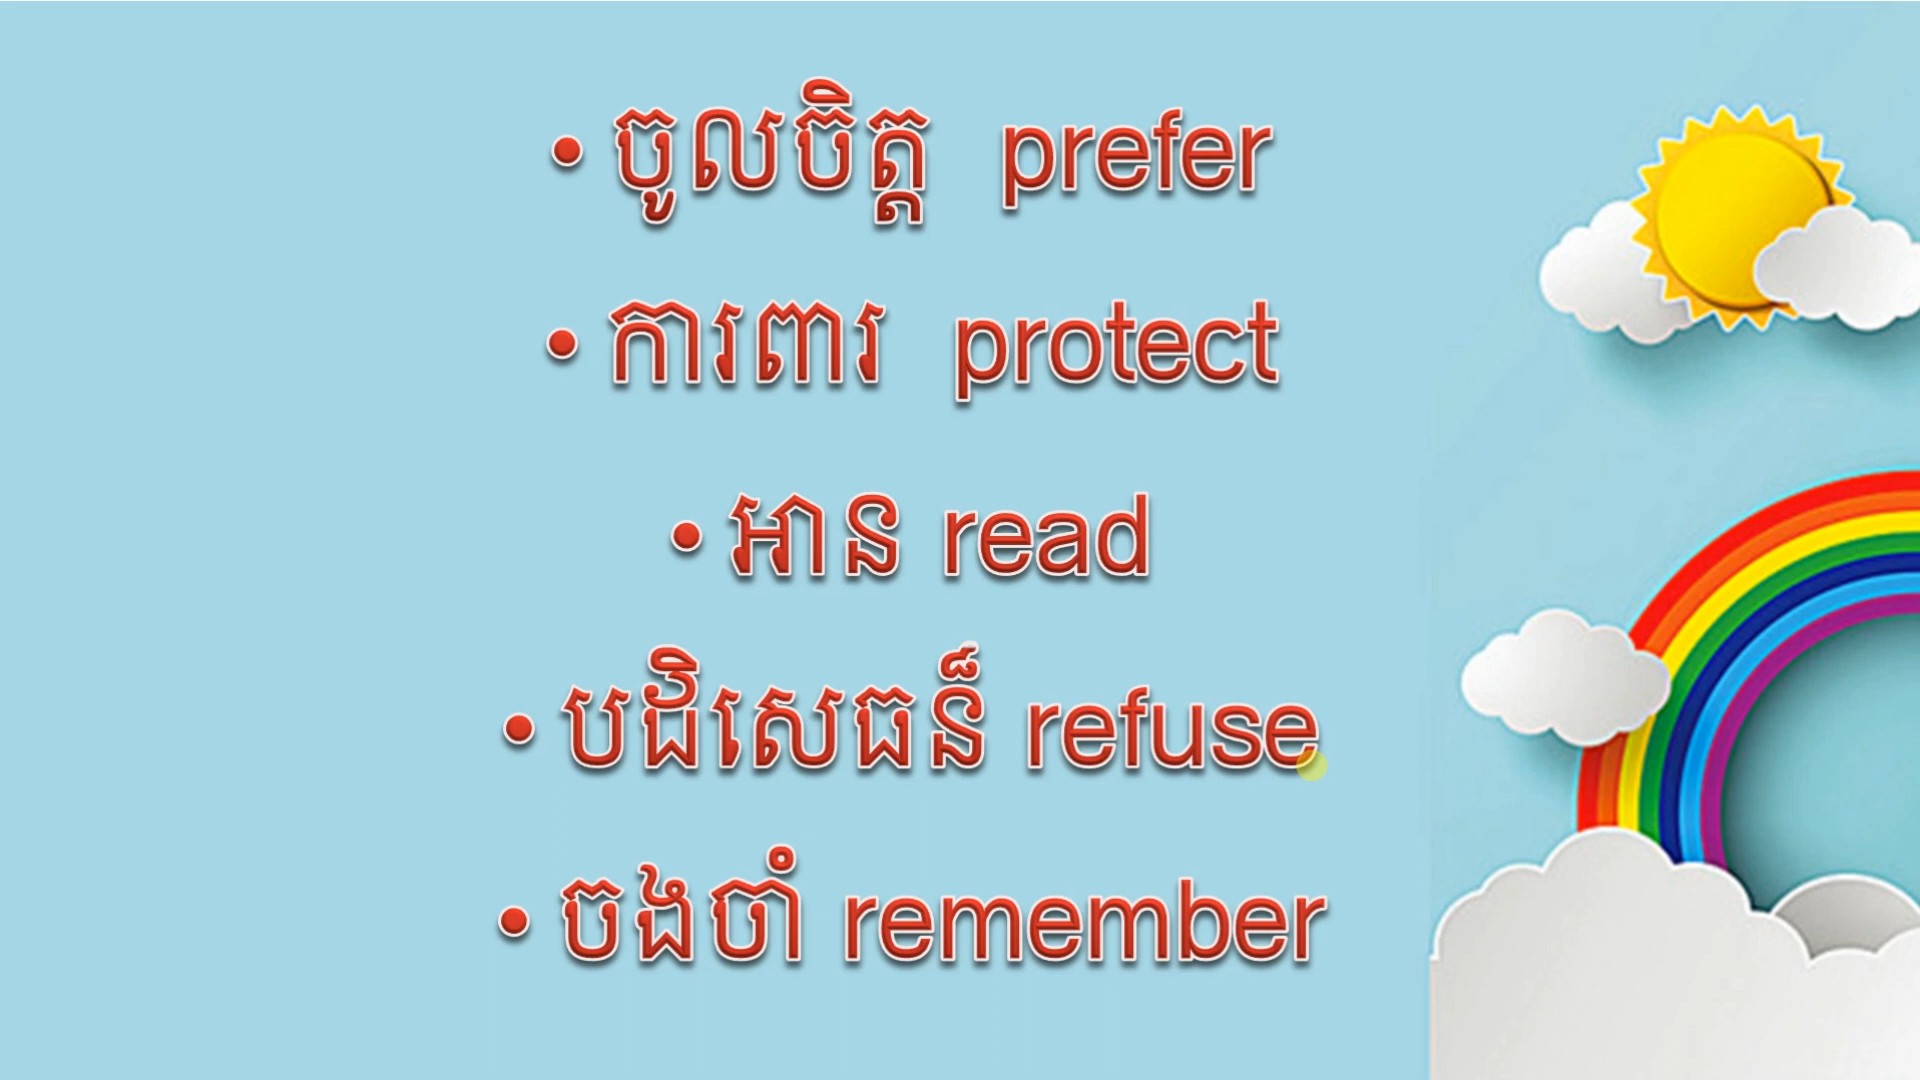 • ចូលចិត្ត prefer
• ការពារ protect
• អាន read
• បដិសេធន៏ refuse
• ចងចាំ remember